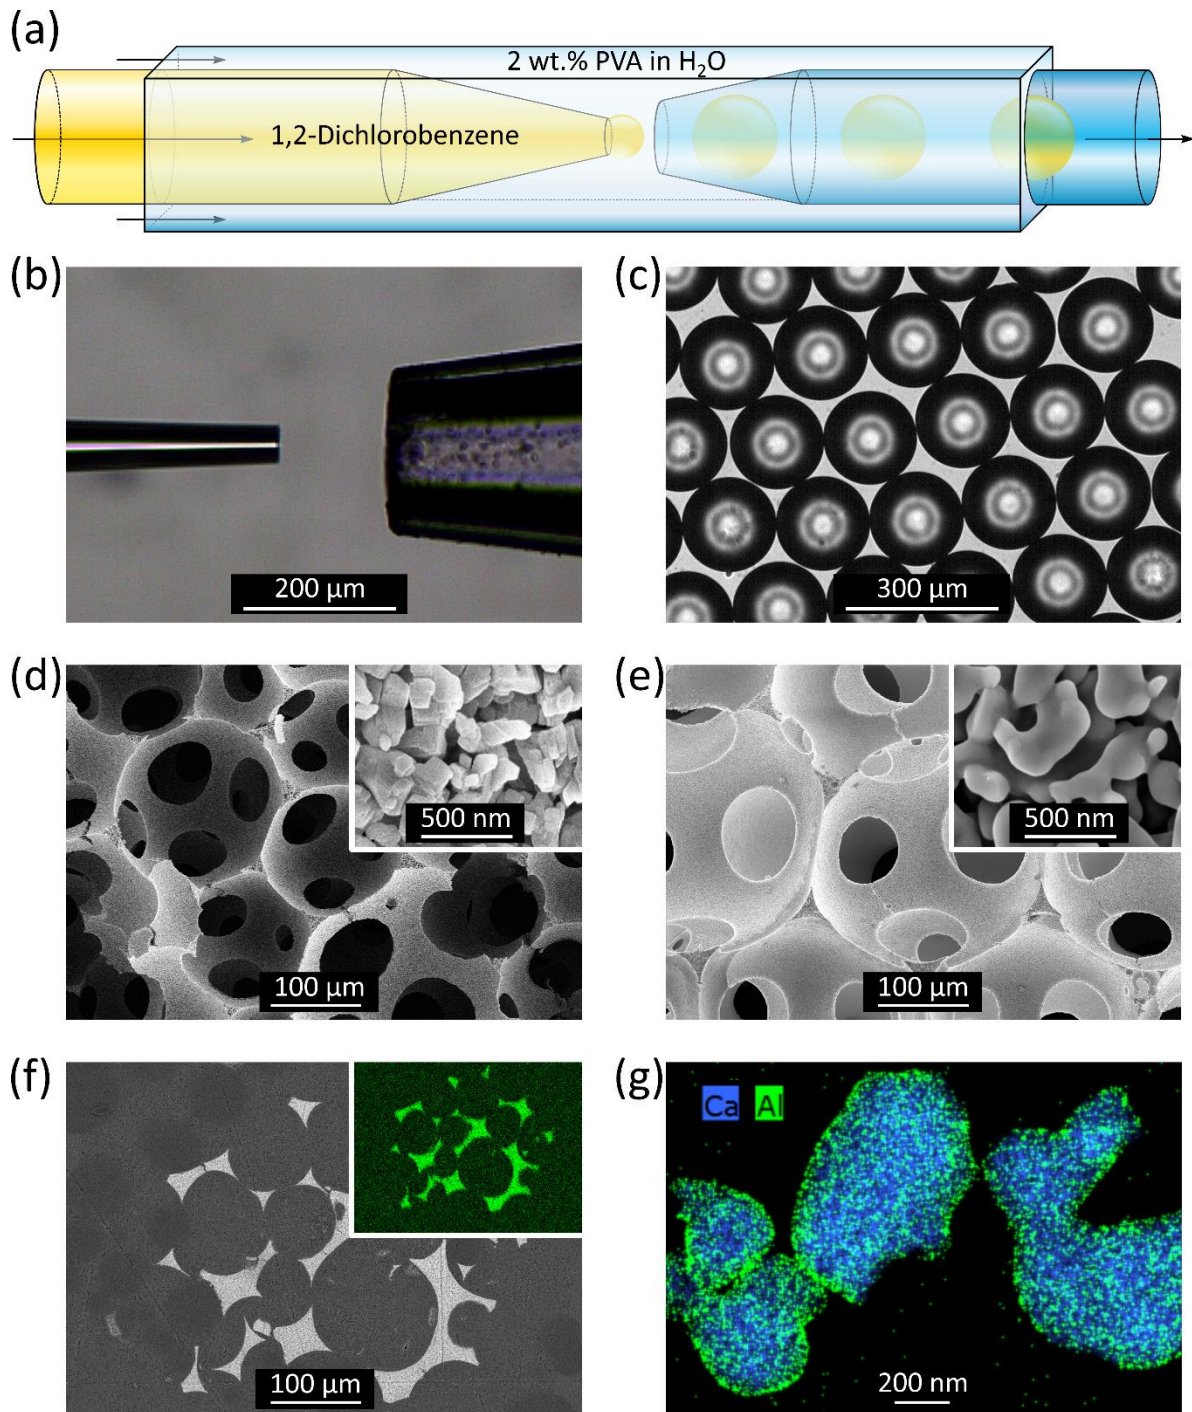 (a)
2 wt.% PVA in H₂O
1,2-Dichlorobenzene
(b)
200 µm
(c)
300 µm
(d)
500 nm
100 µm
(e)
500 nm
100 µm
(f)
100 µm
(g)
Ca Al
200 nm